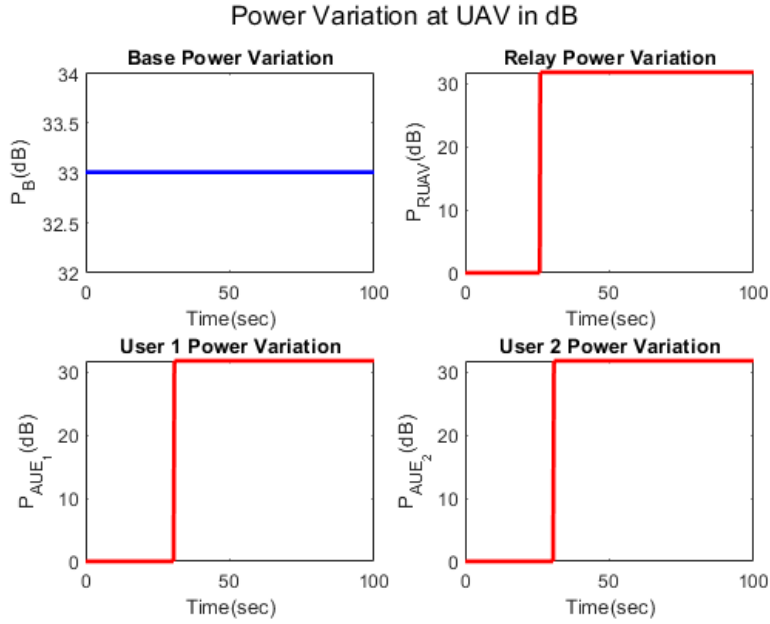 Power Variation at UAV in dB
Base Power Variation
34
33.5
33
32.5
32
P_B(dB)
0 50 100
Time(sec)
Relay Power Variation
30
20
10
0
P_RUAV(dB)
0 50 100
Time(sec)
User 1 Power Variation
30
20
10
0
P_AUE_1(dB)
0 50 100
Time(sec)
User 2 Power Variation
30
20
10
0
P_AUE_2(dB)
0 50 100
Time(sec)